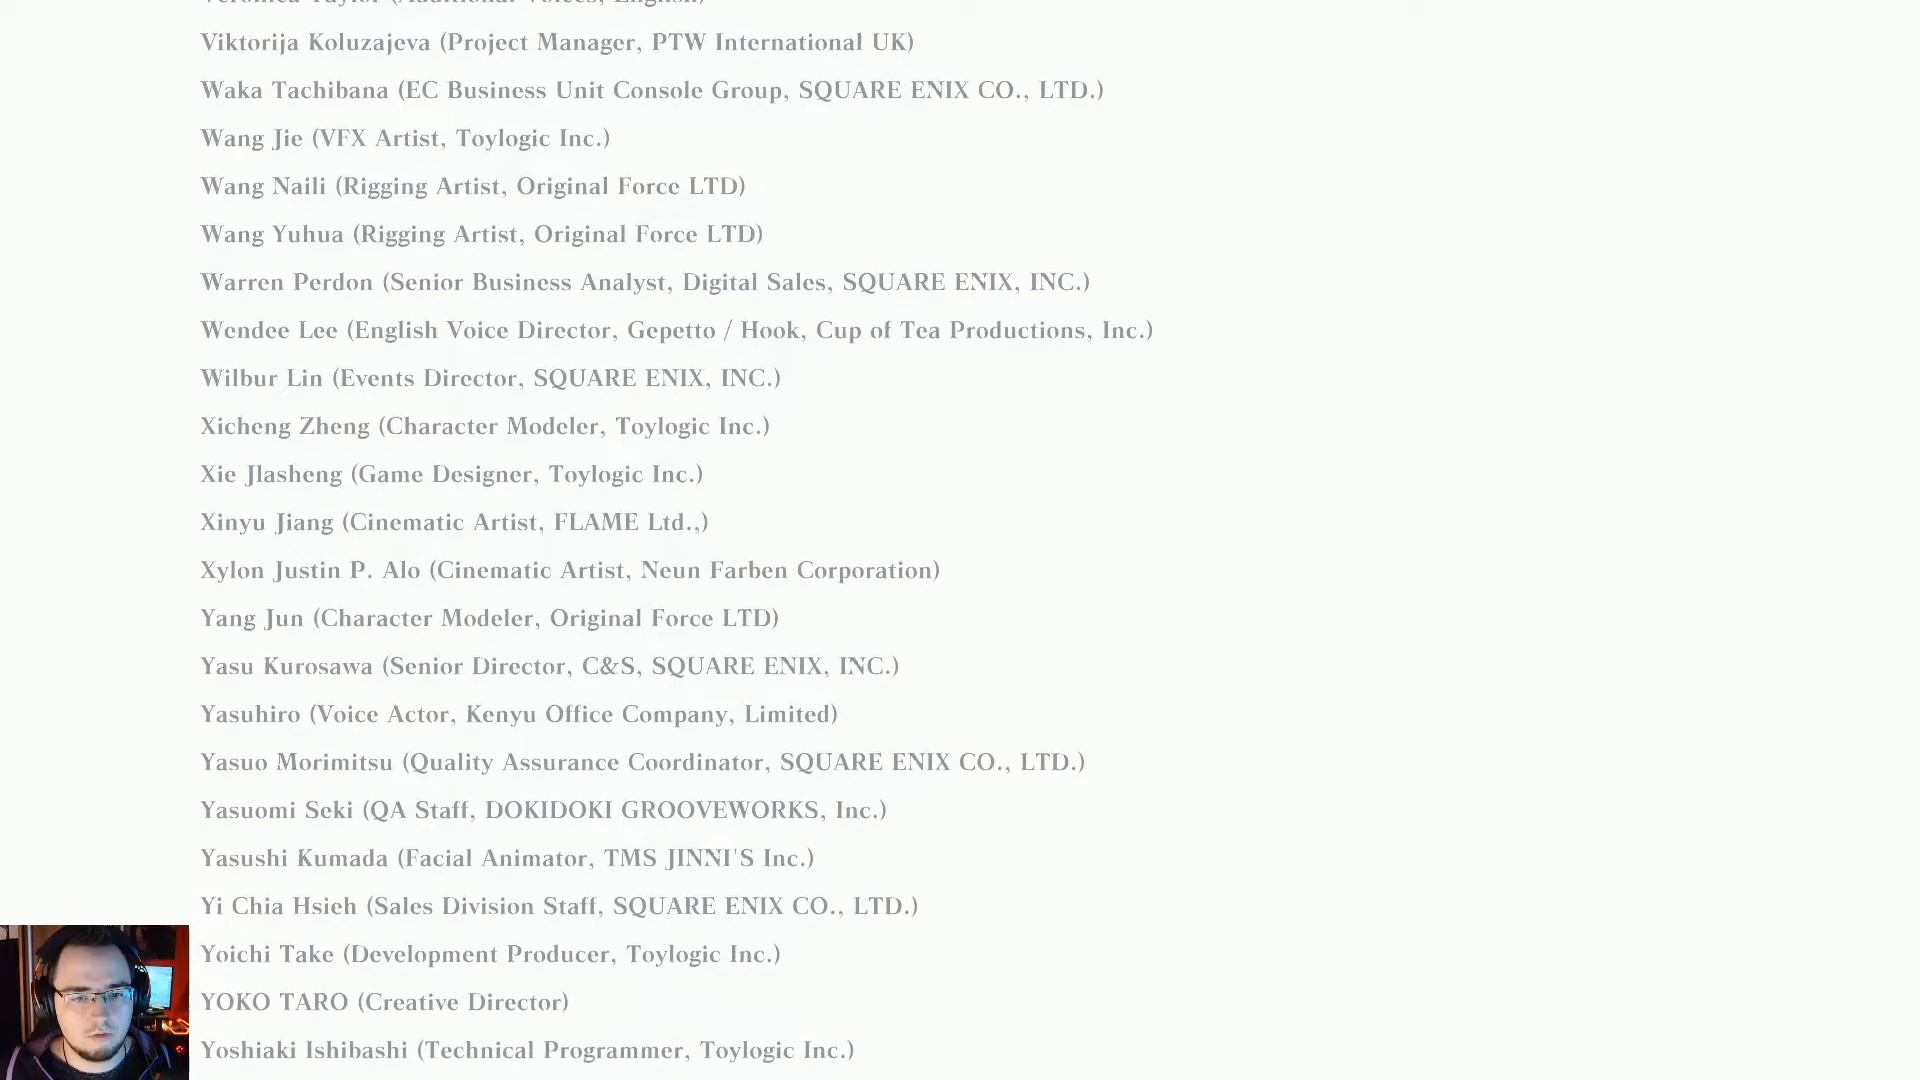 Veronica Taylor (Additional Voices, English)
Viktorija Koluzajeva (Project Manager, PTW International UK)
Waka Tachibana (EC Business Unit Console Group, SQUARE ENIX CO., LTD.)
Wang Jie (VFX Artist, Toylogic Inc.)
Wang Naili (Rigging Artist, Original Force LTD)
Wang Yuhua (Rigging Artist, Original Force LTD)
Warren Perdon (Senior Business Analyst, Digital Sales, SQUARE ENIX, INC.)
Wendee Lee (English Voice Director, Gepetto / Hook, Cup of Tea Productions, Inc.)
Wilbur Lin (Events Director, SQUARE ENIX, INC.)
Xicheng Zheng (Character Modeler, Toylogic Inc.)
Xie Jlasheng (Game Designer, Toylogic Inc.)
Xinyu Jiang (Cinematic Artist, FLAME Ltd.,)
Xylon Justin P. Alo (Cinematic Artist, Neun Farben Corporation)
Yang Jun (Character Modeler, Original Force LTD)
Yasu Kurosawa (Senior Director, C&S, SQUARE ENIX, INC.)
Yasuhiro (Voice Actor, Kenyu Office Company, Limited)
Yasuo Morimitsu (Quality Assurance Coordinator, SQUARE ENIX CO., LTD.)
Yasuomi Seki (QA Staff, DOKIDOKI GROOVEWORKS, Inc.)
Yasushi Kumada (Facial Animator, TMS JINNI'S Inc.)
Yi Chia Hsieh (Sales Division Staff, SQUARE ENIX CO., LTD.)
Yoichi Take (Development Producer, Toylogic Inc.)
YOKO TARO (Creative Director)
Yoshiaki Ishibashi (Technical Programmer, Toylogic Inc.)